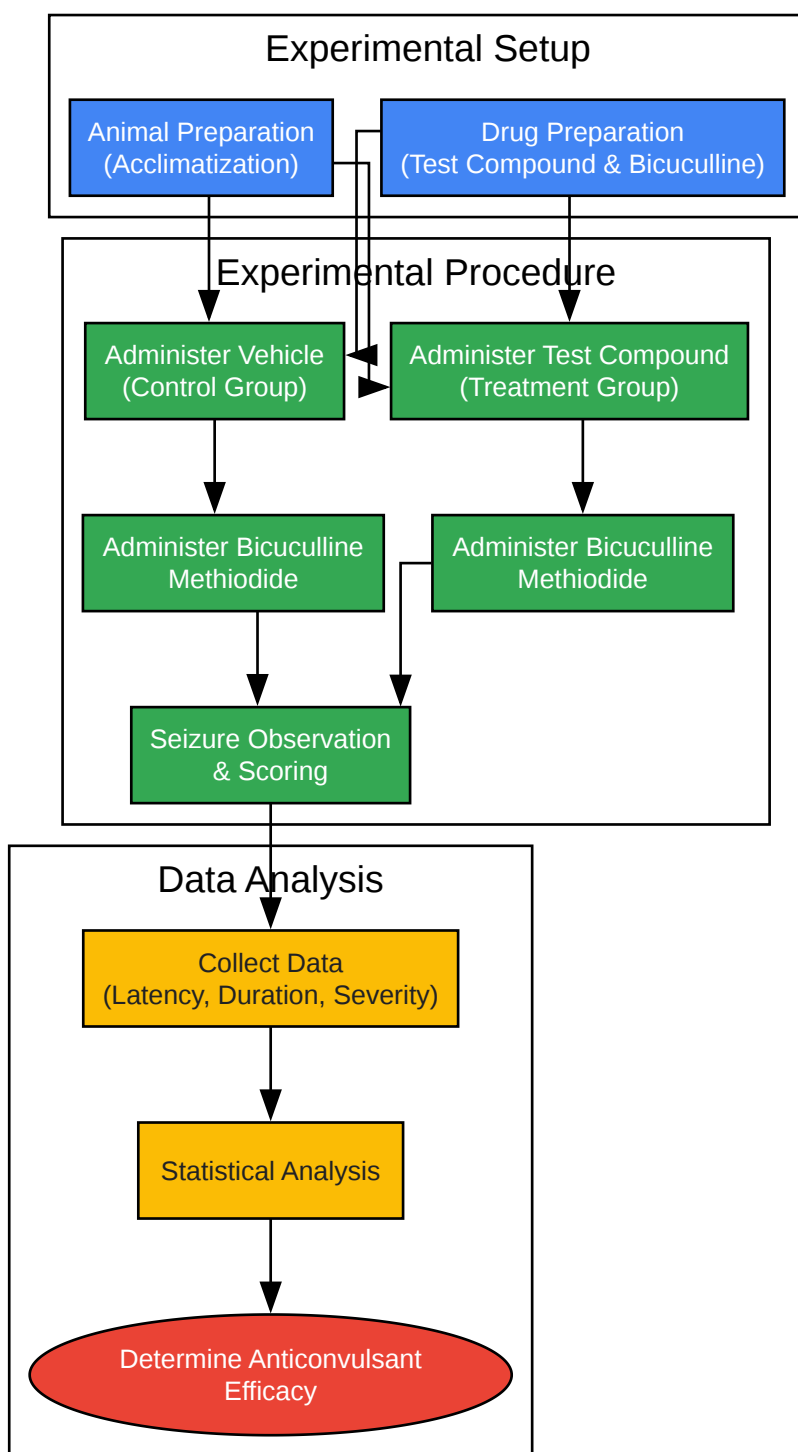 Experimental Setup
Animal Preparation
(Acclimatization)
Drug Preparation
(Test Compound & Bicuculline)
Experimental Procedure
Administer Vehicle
(Control Group)
Administer Test Compound
(Treatment Group)
Administer Bicuculline
Methiodide
Administer Bicuculline
Methiodide
Seizure Observation
& Scoring
Data Analysis
Collect Data
(Latency, Duration, Severity)
Statistical Analysis
Determine Anticonvulsant
Efficacy